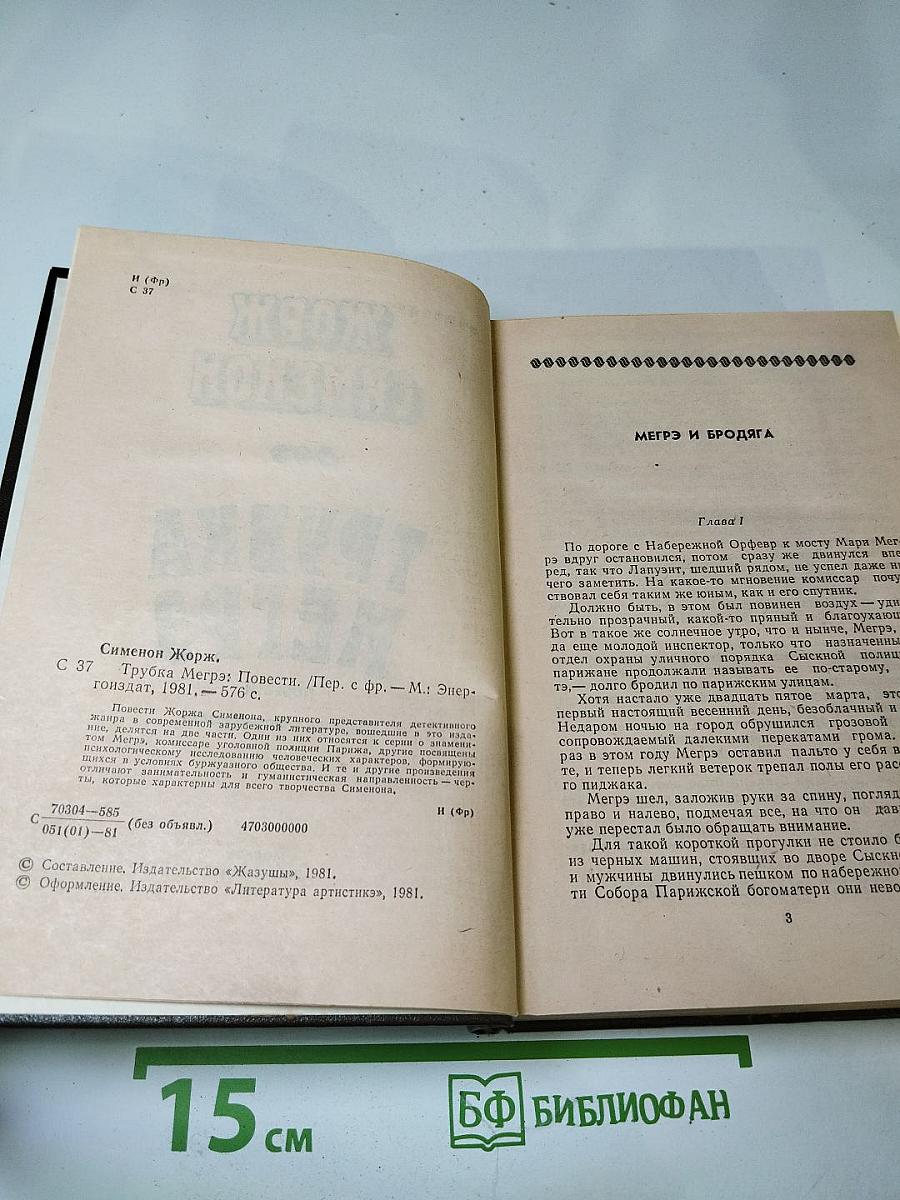 И (Фр)
С 37
Сименон Жорж.
С 37
Трубка Мегрэ: Повести. /Пер. с фр. — М.: Энер-
гоиздат, 1981. — 576 с.
Повести Жоржа Сименона, крупного представителя детективного
жанра в современной зарубежной литературе, вошедшие в это изда-
ние, делятся на две части. Одни из них относятся к серии о знамени-
том Мегрэ, комиссаре уголовной полиции Парижа, другие посвящены
психологическому исследованию человеческих характеров, формирую-
щихся в условиях буржуазного общества. И те и другие произведения
отличают занимательность и гуманистическая направленность — чер-
ты, которые характерны для всего творчества Сименона.
И (Фр)
70304—585
С (без объявл.) 4703000000
051(01)—81
© Составление. Издательство «Жазушы», 1981.
© Оформление. Издательство «Литература артистикэ», 1981.
МЕГРЭ И БРОДЯГА
Глава I
По дороге с Набережной Орфевр к мосту Мари Мег-
рэ вдруг остановился, потом сразу же двинулся впе-
ред, так что Лапуэнт, шедший рядом, не успел даже ни-
чего заметить. На какое-то мгновение комиссар почу
ствовал себя таким же юным, как и его спутник.
Должно быть, в этом был повинен воздух — уди
тельно прозрачный, какой-то пряный и благоухающ
Вот в такое же солнечное утро, что и нынче, Мегрэ,
да еще молодой инспектор, только что назначенны
отдел охраны уличного порядка Сыскной полиц
парижане продолжали называть ее по-старому,
тэ, — долго бродил по парижским улицам.
Хотя настало уже двадцать пятое марта, это
первый настоящий весенний день, безоблачный и
Недаром ночью на город обрушился грозовой
сопровождаемый далекими перекатами грома.
раз в этом году Мегрэ оставил пальто у себя в
те, и теперь легкий ветерок трепал полы его расс
го пиджака.
Мегрэ шел, заложив руки за спину, погляд
право и налево, подмечая все, на что он дав
уже перестал было обращать внимание.
Для такой короткой прогулки не стоило б
из черных машин, стоявших во дворе Сыскн
и мужчины двинулись пешком по набережно
ти Собора Парижской богоматери они нево
3
15 см
БФ БИБЛИОФАН